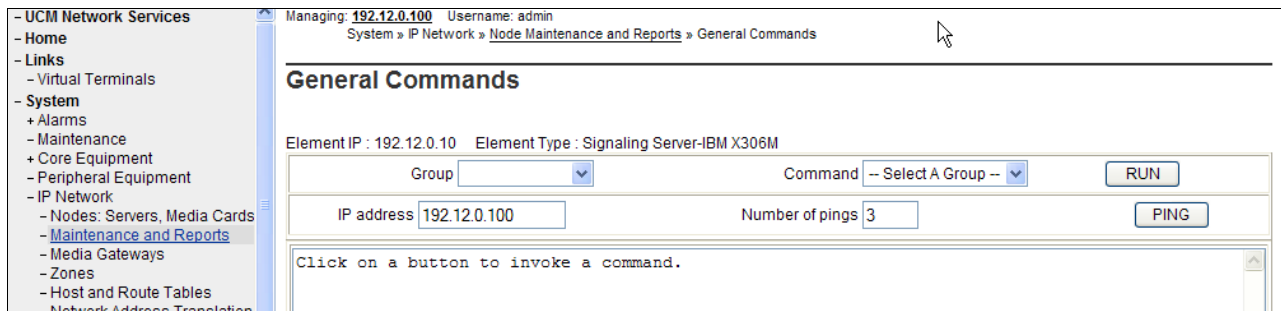 – UCM Network Services
– Home
– Links
– Virtual Terminals
– System
+ Alarms
– Maintenance
+ Core Equipment
– Peripheral Equipment
– IP Network
– Nodes: Servers, Media Cards
– Maintenance and Reports
– Media Gateways
– Zones
– Host and Route Tables
– Network Address Translation
Managing: 192.12.0.100 Username: admin
System » IP Network » Node Maintenance and Reports » General Commands
General Commands
Element IP : 192.12.0.10 Element Type : Signaling Server-IBM X306M
Group Command -- Select A Group -- RUN
IP address 192.12.0.100 Number of pings 3 PING
Click on a button to invoke a command.